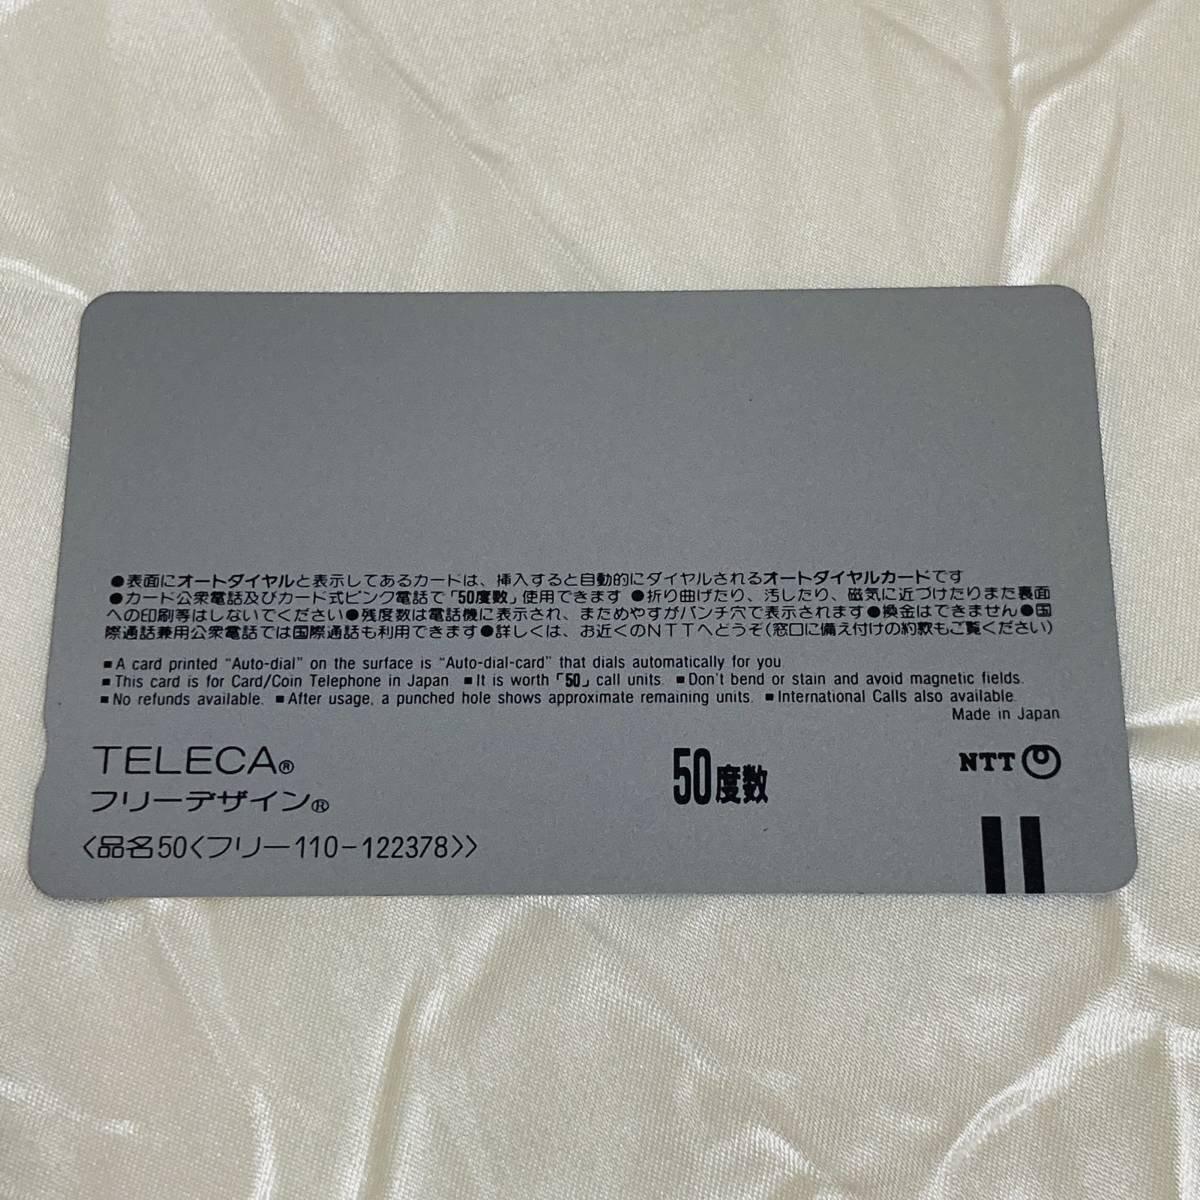 ●表面にオートダイヤルと表示してあるカードは、挿入すると自動的にダイヤルされるオートダイヤルカードです
●カード公衆電話及びカード式ピンク電話で「50度数」使用できます ●折り曲げたり、汚したり、磁気に近づけたりまた裏面
への印刷等はしないでください●残度数は電話機に表示され、まためやすがパンチ穴で表示されます●換金はできません●国
際通話兼用公衆電話では国際通話も利用できます●詳しくは、お近くのNTTへどうぞ(窓口に備え付けの約款もご覧ください)
■A card printed "Auto-dial" on the surface is "Auto-dial-card" that dials automatically for you
■This card is for Card/Coin Telephone in Japan ■It is worth「50」call units. ■Don't bend or stain and avoid magnetic fields.
■No refunds available. ■After usage, a punched hole shows approximate remaining units. ■International Calls also available.
Made in Japan
TELECA®
フリーデザイン®
50度数
NTT
〈品名50〈フリー110-122378〉〉